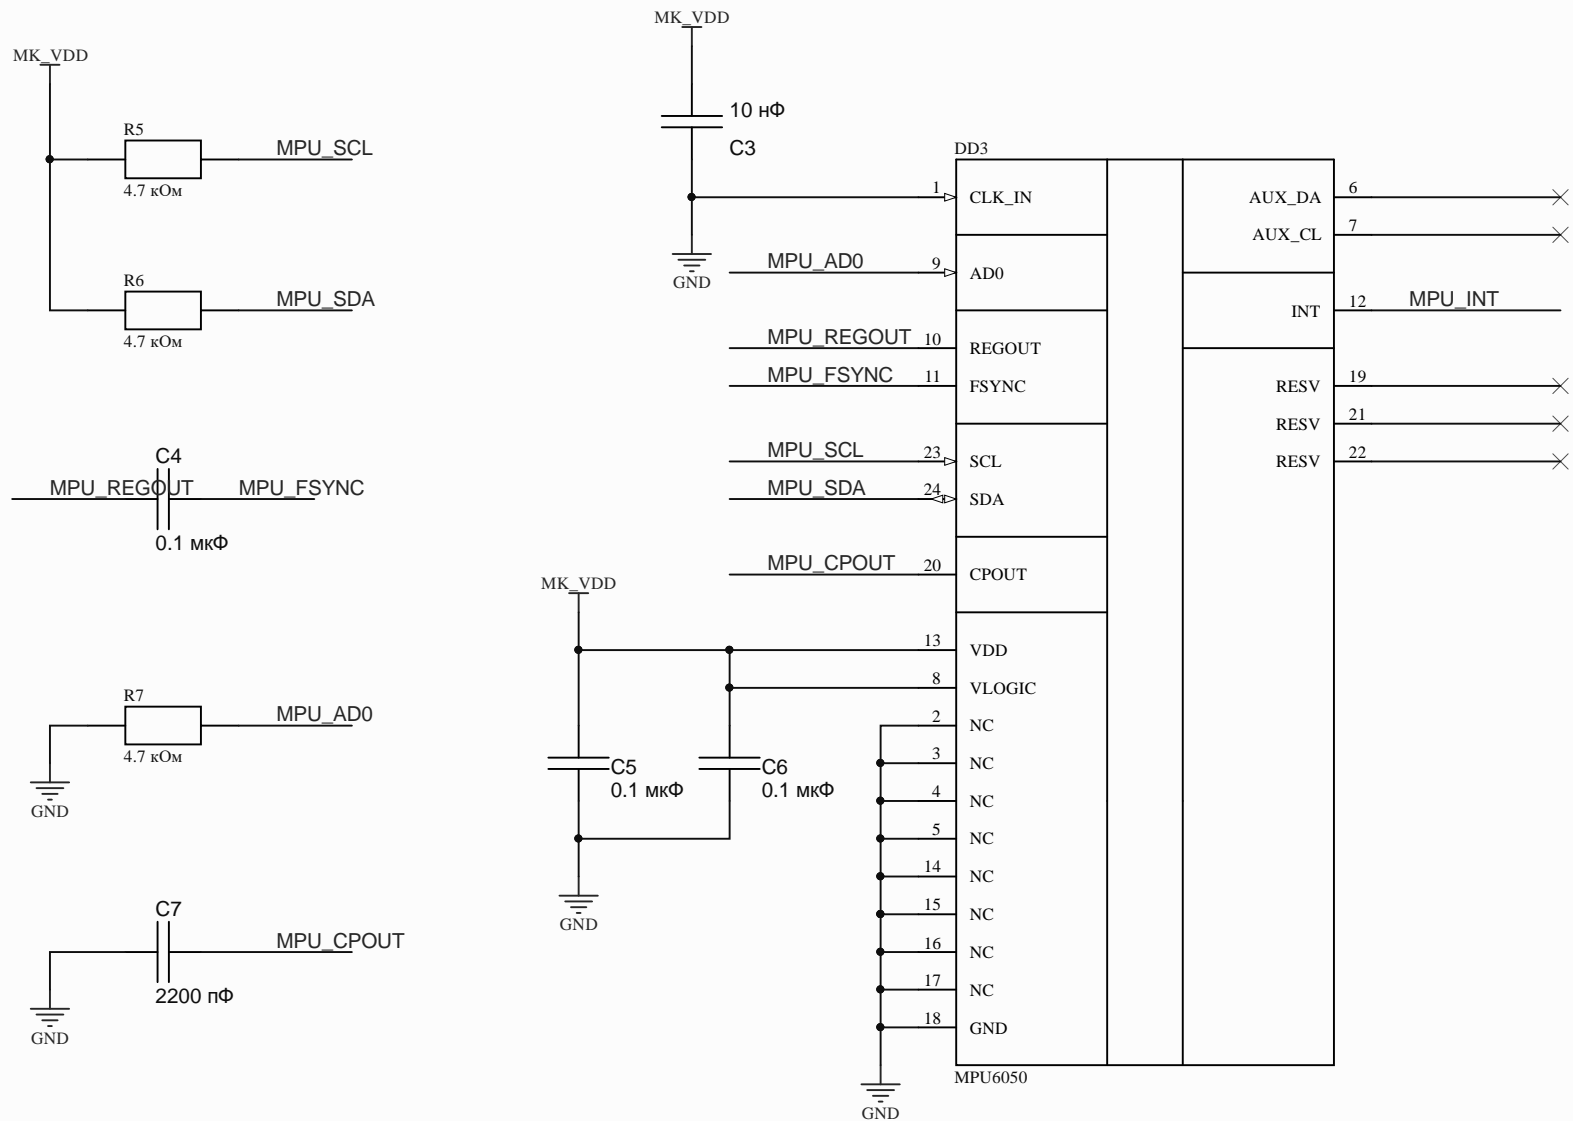 MK_VDD
R5
MPU_SCL
4.7 кОм
R6
MPU_SDA
4.7 кОм
C4
MPU_REGOUT
MPU_FSYNC
0.1 мкФ
R7
MPU_AD0
4.7 кОм
GND
C7
MPU_CPOUT
2200 пФ
GND
MK_VDD
10 нФ
C3
GND
MK_VDD
C5
0.1 мкФ
C6
0.1 мкФ
GND
DD3
1 CLK_IN
MPU_AD0 9 AD0
MPU_REGOUT 10 REGOUT
MPU_FSYNC 11 FSYNC
MPU_SCL 23 SCL
MPU_SDA 24 SDA
MPU_CPOUT 20 CPOUT
13 VDD
8 VLOGIC
2 NC
3 NC
4 NC
5 NC
14 NC
15 NC
16 NC
17 NC
18 GND
GND
AUX_DA 6
AUX_CL 7
INT 12 MPU_INT
RESV 19
RESV 21
RESV 22
MPU6050